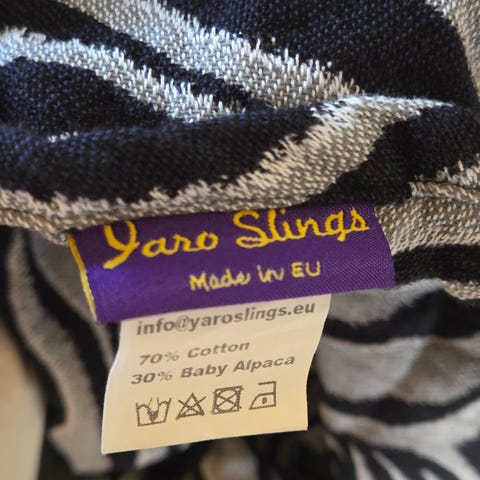 Yaro Slings
Made in EU
info@yaroslings.eu
70% Cotton
30% Baby Alpaca